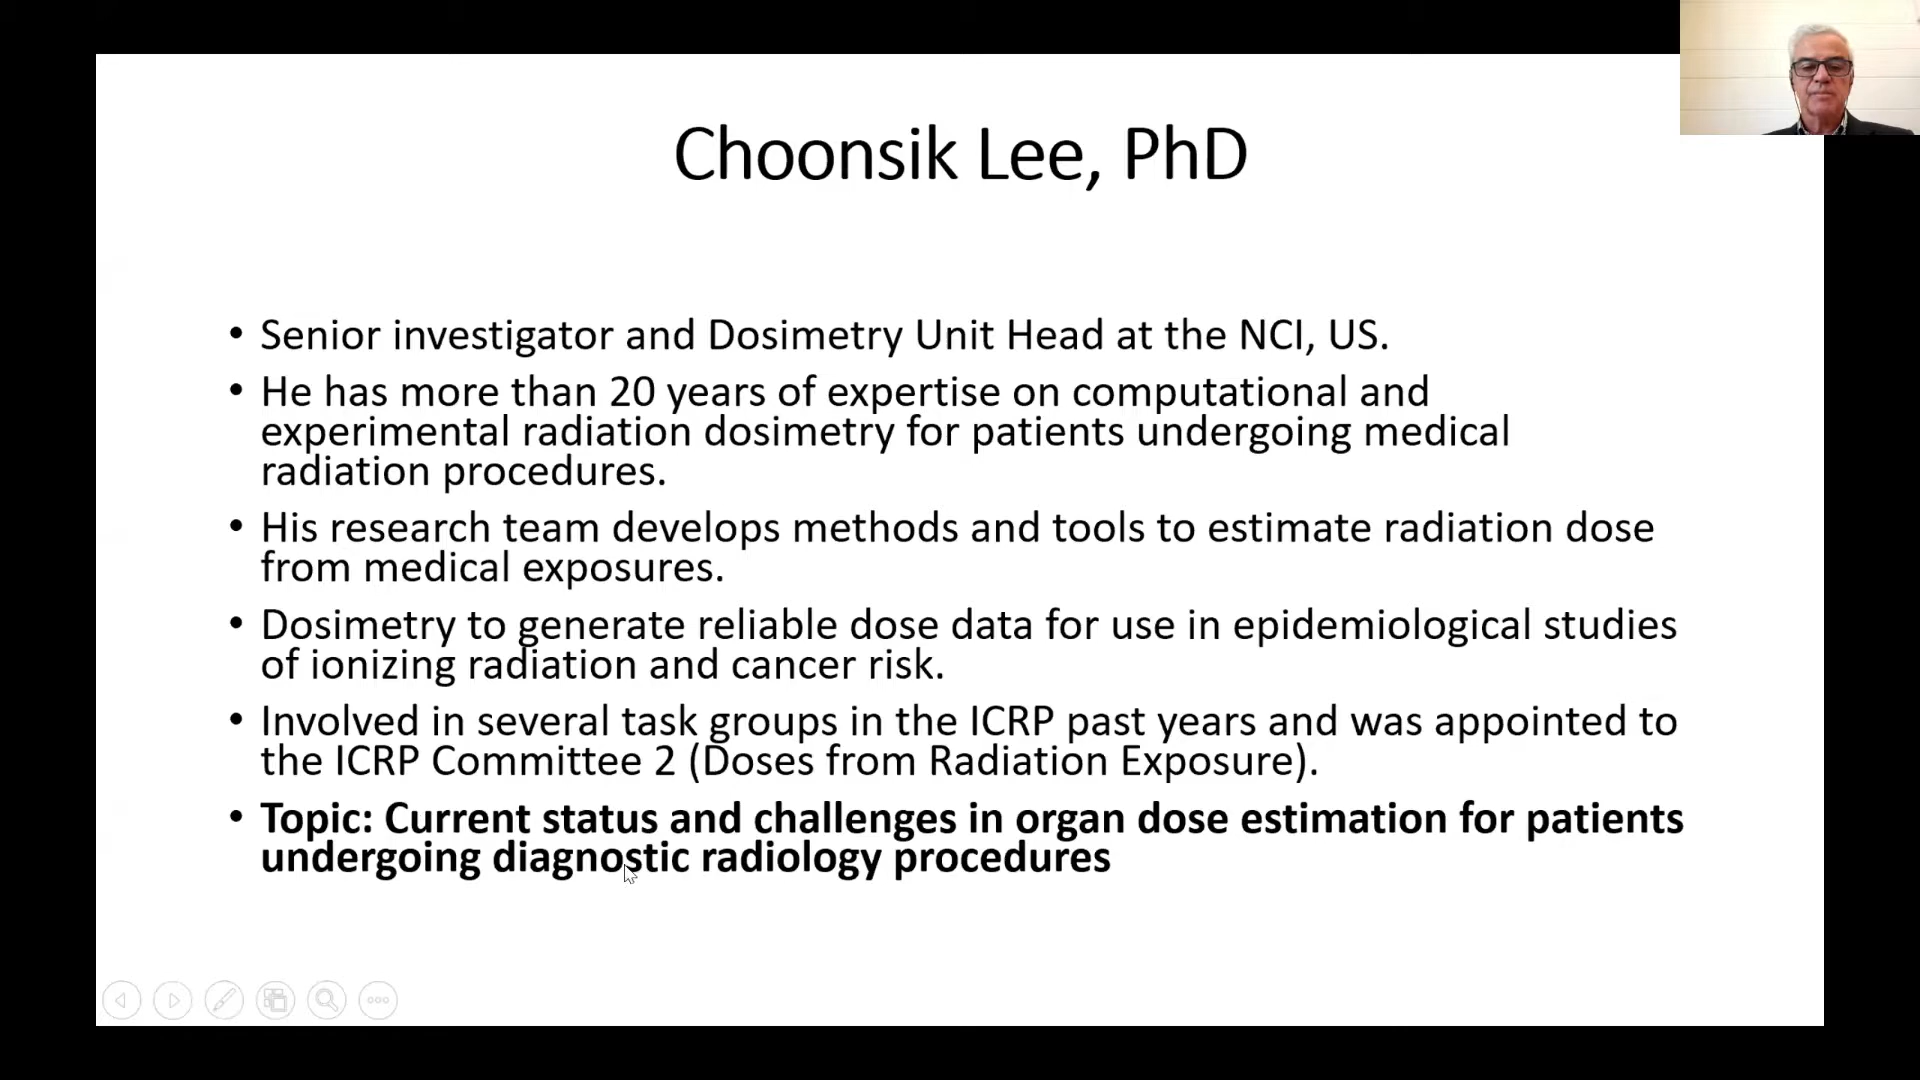 Choonsik Lee, PhD
• Senior investigator and Dosimetry Unit Head at the NCI, US.
• He has more than 20 years of expertise on computational and
experimental radiation dosimetry for patients undergoing medical
radiation procedures.
• His research team develops methods and tools to estimate radiation dose
from medical exposures.
• Dosimetry to generate reliable dose data for use in epidemiological studies
of ionizing radiation and cancer risk.
• Involved in several task groups in the ICRP past years and was appointed to
the ICRP Committee 2 (Doses from Radiation Exposure).
• Topic: Current status and challenges in organ dose estimation for patients
undergoing diagnostic radiology procedures